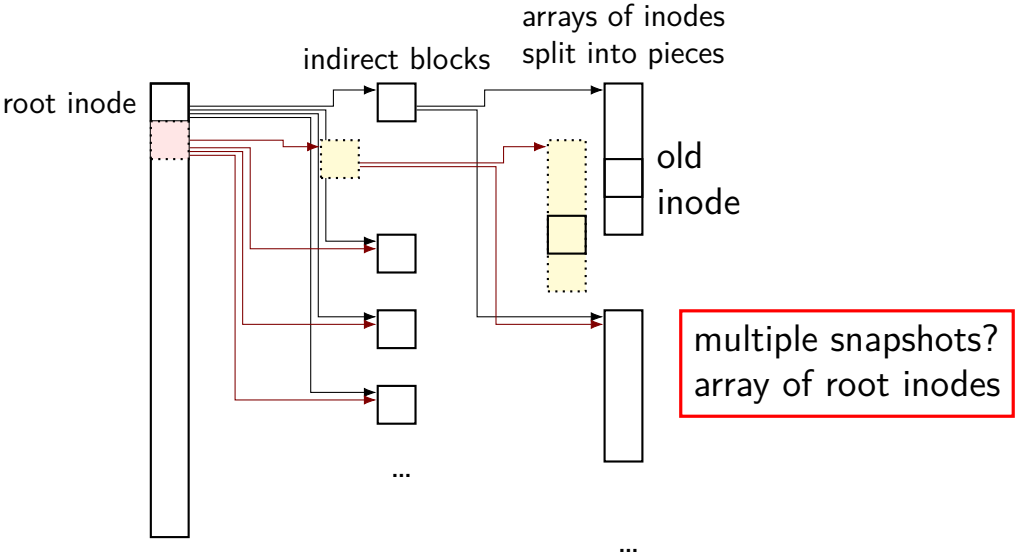 arrays of inodes
split into pieces
indirect blocks
root inode
old
inode
multiple snapshots?
array of root inodes
...
...